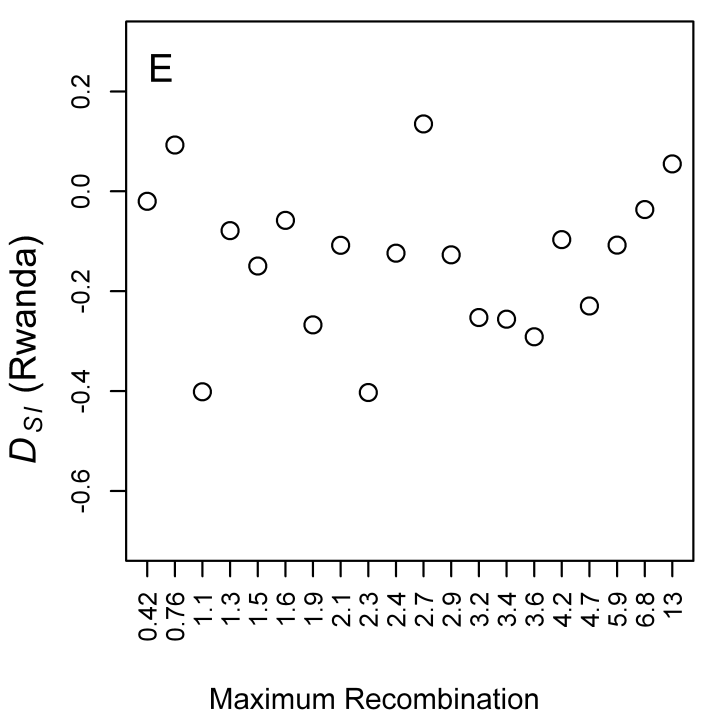 E
0.2
0.0
-0.2
-0.4
-0.6
D_SI (Rwanda)
0.42 0.76 1.1 1.3 1.5 1.6 1.9 2.1 2.3 2.4 2.7 2.9 3.2 3.4 3.6 4.2 4.7 5.9 6.8 13
Maximum Recombination